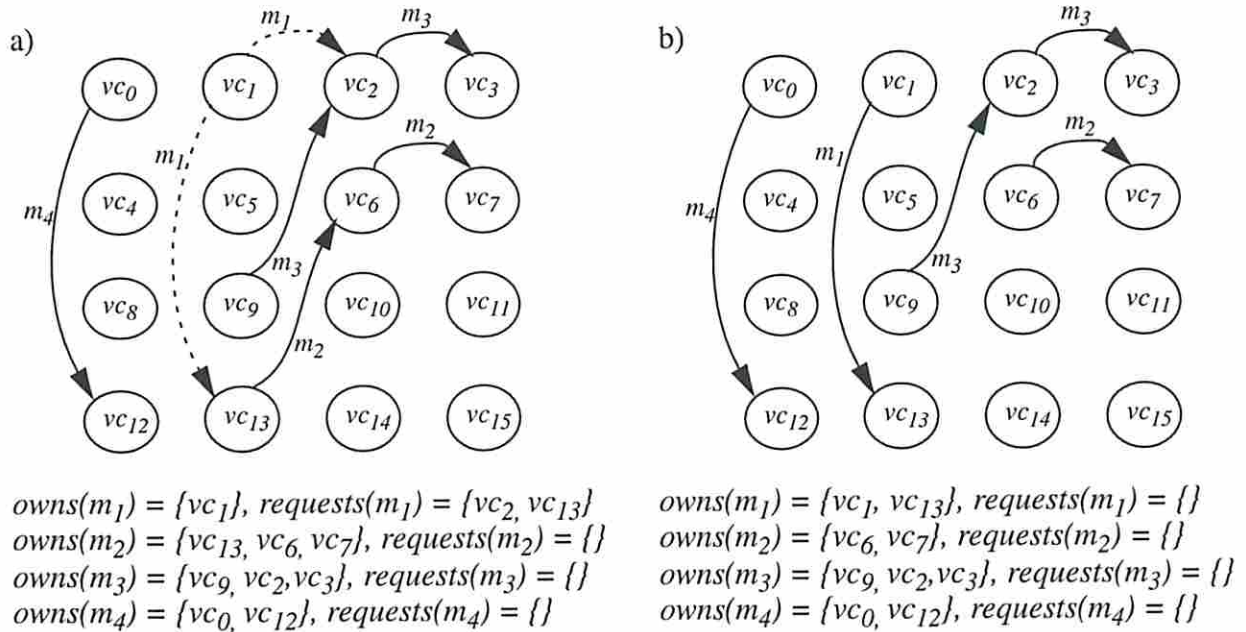 a)
m1 m3
vc0 vc1 vc2 vc3
m1 m2
m4 vc4 vc5 vc6 vc7
m3
vc8 vc9 vc10 vc11
m2
vc12 vc13 vc14 vc15
owns(m1) = {vc1}, requests(m1) = {vc2, vc13}
owns(m2) = {vc13, vc6, vc7}, requests(m2) = {}
owns(m3) = {vc9, vc2,vc3}, requests(m3) = {}
owns(m4) = {vc0, vc12}, requests(m4) = {}
b)
m3
vc0 vc1 vc2 vc3
m2
m1
m4 vc4 vc5 vc6 vc7
m3
vc8 vc9 vc10 vc11
vc12 vc13 vc14 vc15
owns(m1) = {vc1, vc13}, requests(m1) = {}
owns(m2) = {vc6, vc7}, requests(m2) = {}
owns(m3) = {vc9, vc2,vc3}, requests(m3) = {}
owns(m4) = {vc0, vc12}, requests(m4) = {}